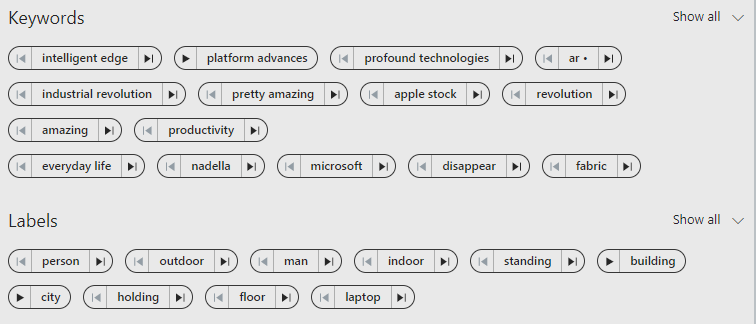 Keywords Show all
intelligent edge platform advances profound technologies ar •
industrial revolution pretty amazing apple stock revolution
amazing productivity
everyday life nadella microsoft disappear fabric
Labels Show all
person outdoor man indoor standing building
city holding floor laptop